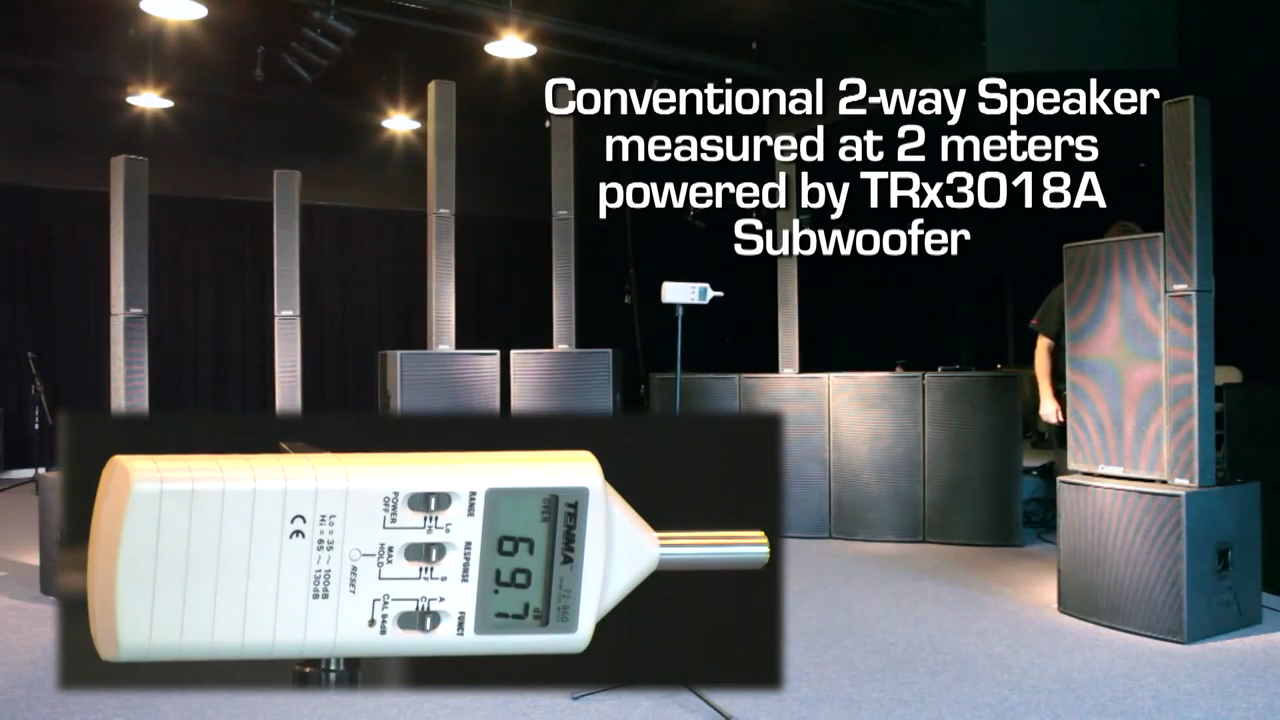 Conventional 2-way Speaker
measured at 2 meters
powered by TRx3018A
Subwoofer
TENMA
72-860
OVER
69.7
dB
RANGE
Lo
Hi
POWER
OFF
RESPONSE
S
F
MAX
HOLD
RESET
FUNCT
A
C
CAL 94dB
Lo = 35 ~ 100dB
Hi = 65 ~ 130dB
CE